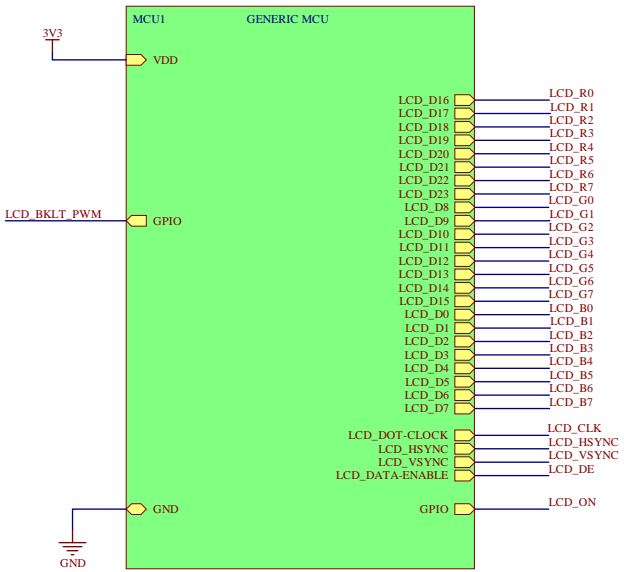 MCU1 GENERIC MCU
3V3
VDD
LCD_D16 LCD_R0
LCD_D17 LCD_R1
LCD_D18 LCD_R2
LCD_D19 LCD_R3
LCD_D20 LCD_R4
LCD_D21 LCD_R5
LCD_D22 LCD_R6
LCD_D23 LCD_R7
LCD_D8 LCD_G0
LCD_BKLT_PWM GPIO LCD_D9 LCD_G1
LCD_D10 LCD_G2
LCD_D11 LCD_G3
LCD_D12 LCD_G4
LCD_D13 LCD_G5
LCD_D14 LCD_G6
LCD_D15 LCD_G7
LCD_D0 LCD_B0
LCD_D1 LCD_B1
LCD_D2 LCD_B2
LCD_D3 LCD_B3
LCD_D4 LCD_B4
LCD_D5 LCD_B5
LCD_D6 LCD_B6
LCD_D7 LCD_B7
LCD_DOT-CLOCK LCD_CLK
LCD_HSYNC LCD_HSYNC
LCD_VSYNC LCD_VSYNC
LCD_DATA-ENABLE LCD_DE
GND GPIO LCD_ON
GND